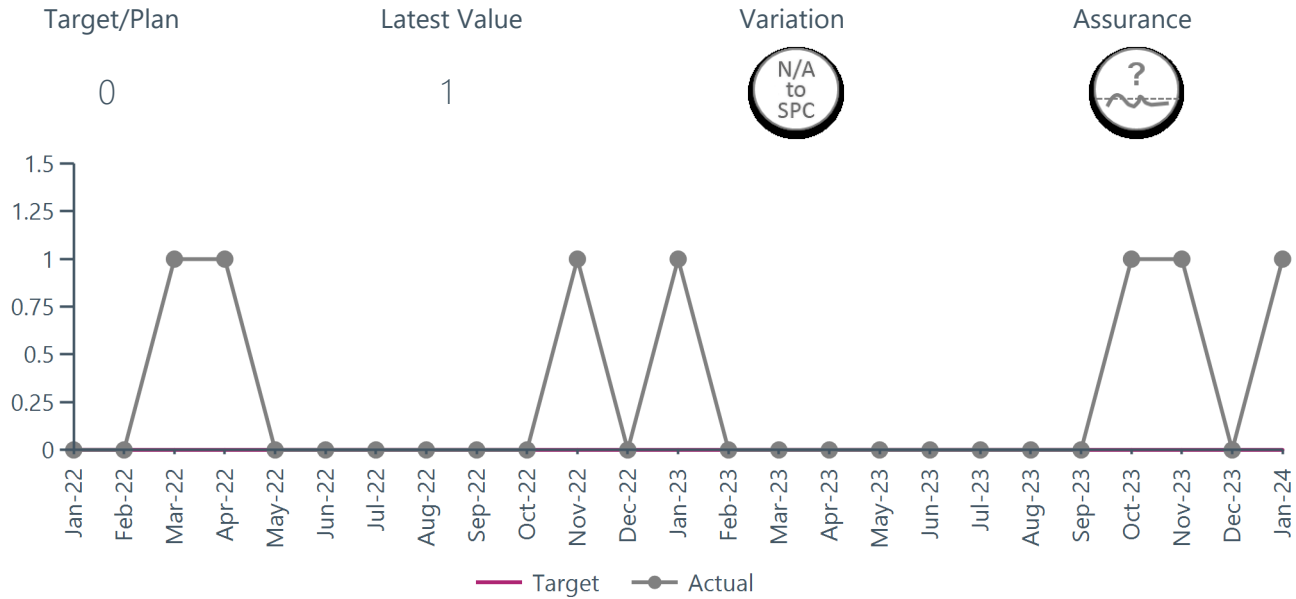 Target/Plan Latest Value Variation Assurance
0 1 N/A to SPC ?
1.5
1.25
1
0.75
0.5
0.25
0
Jan-22 Feb-22 Mar-22 Apr-22 May-22 Jun-22 Jul-22 Aug-22 Sep-22 Oct-22 Nov-22 Dec-22 Jan-23 Feb-23 Mar-23 Apr-23 May-23 Jun-23 Jul-23 Aug-23 Sep-23 Oct-23 Nov-23 Dec-23 Jan-24
Target Actual